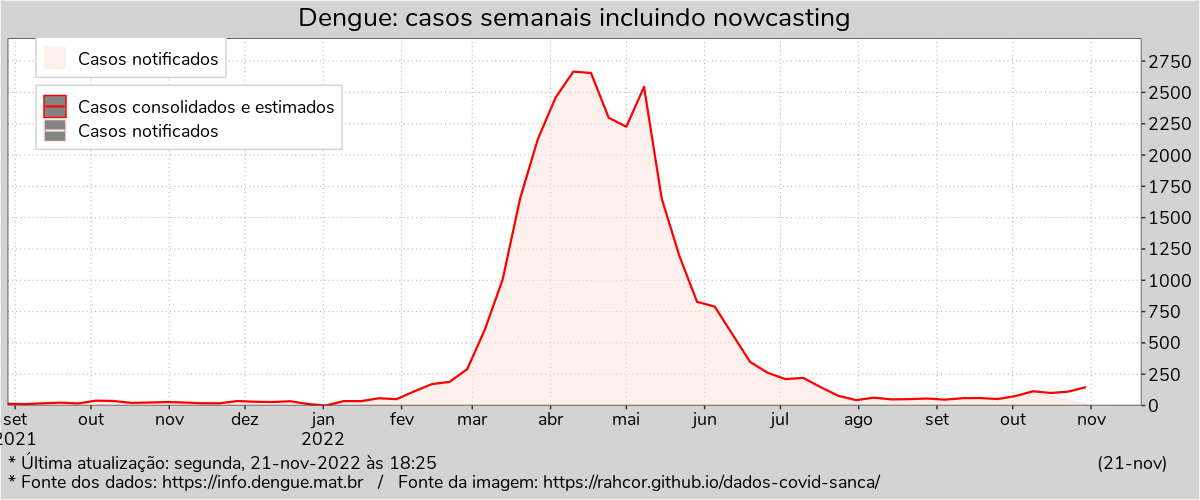 Dengue: casos semanais incluindo nowcasting
Casos notificados
Casos consolidados e estimados
Casos notificados
2750
2500
2250
2000
1750
1500
1250
1000
750
500
250
0
set out nov dez jan fev mar abr mai jun jul ago set out nov
2021 2022
* Última atualização: segunda, 21-nov-2022 às 18:25 (21-nov)
* Fonte dos dados: https://info.dengue.mat.br / Fonte da imagem: https://rahcor.github.io/dados-covid-sanca/